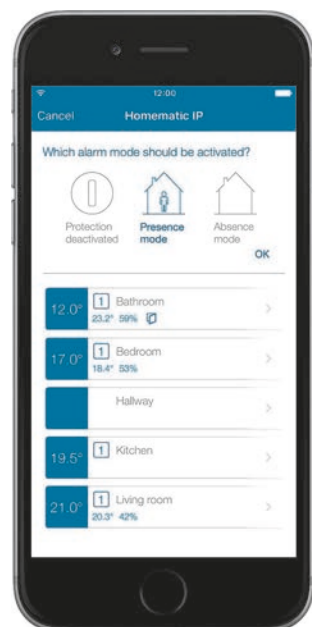 12:00
Cancel Homematic IP
Which alarm mode should be activated?
Protection Presence Absence
deactivated mode mode
OK
12.0° 1 Bathroom
23.2° 59%
17.0° 1 Bedroom
18.4° 53%
Hallway
19.5° 1 Kitchen
21.0° 1 Living room
20.3° 42%